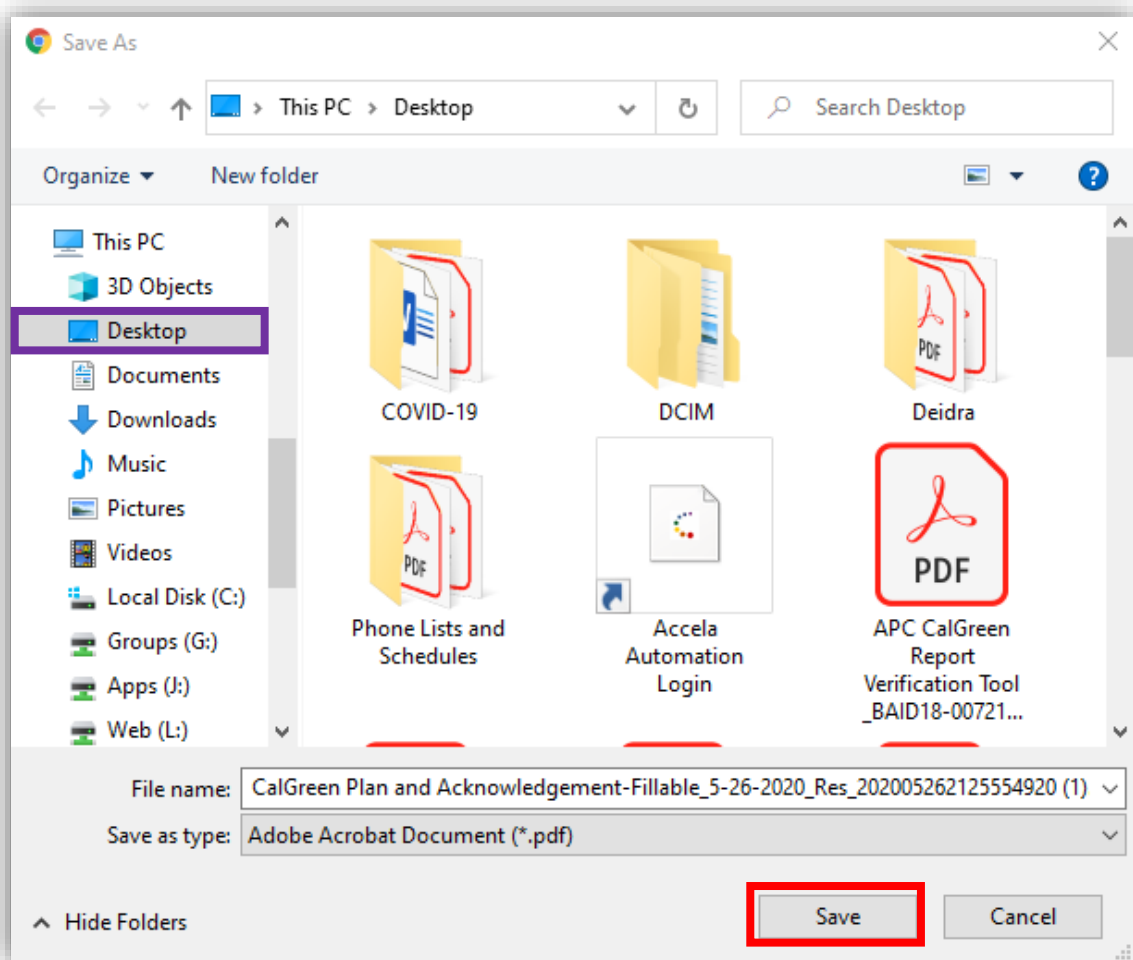 Save As
This PC > Desktop
Search Desktop
Organize
New folder
?
This PC
3D Objects
Desktop
Documents
Downloads
Music
Pictures
Videos
Local Disk (C:)
Groups (G:)
Apps (J:)
Web (L:)
COVID-19
DCIM
PDF
Deidra
PDF
Phone Lists and
Schedules
Accela
Automation
Login
PDF
APC CalGreen
Report
Verification Tool
_BAID18-00721...
File name: CalGreen Plan and Acknowledgement-Fillable_5-26-2020_Res_202005262125554920 (1)
Save as type: Adobe Acrobat Document (*.pdf)
Hide Folders
Save
Cancel